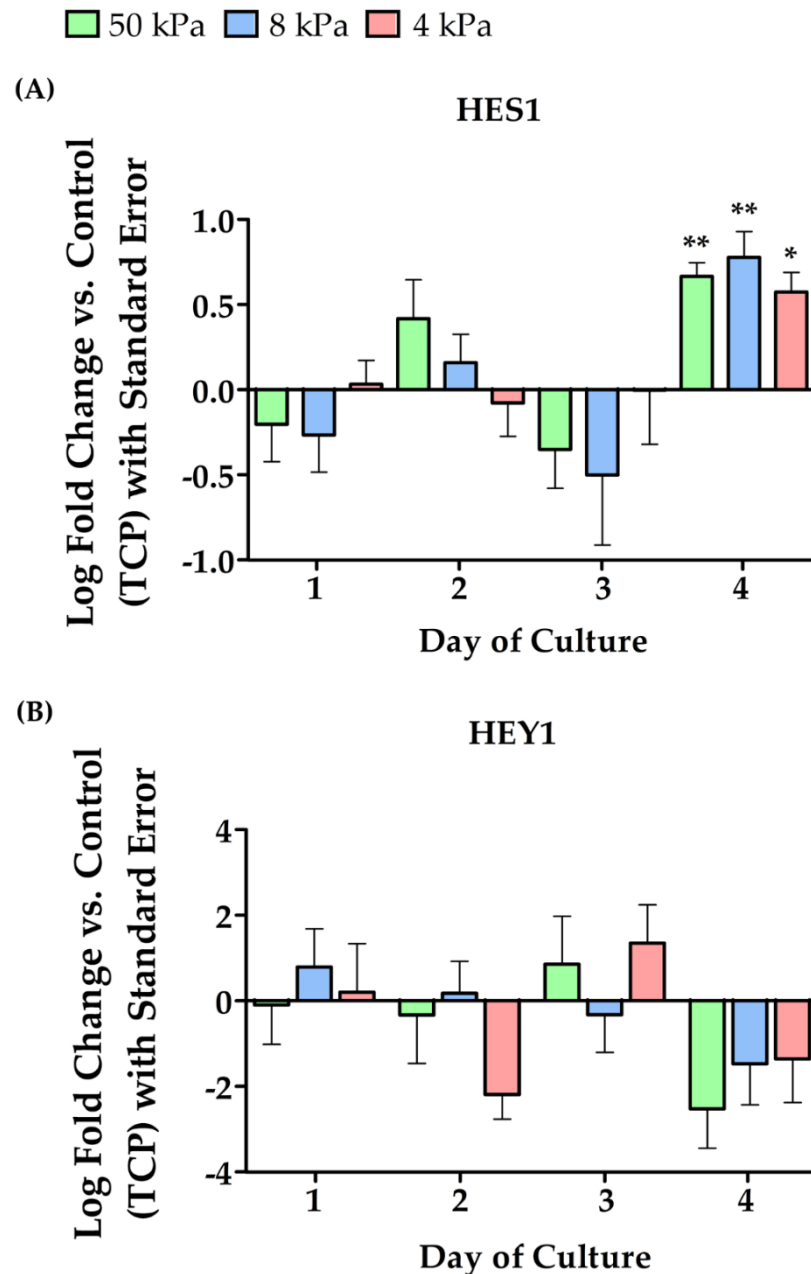 50 kPa 8 kPa 4 kPa
(A)
HES1
Log Fold Change vs. Control
(TCP) with Standard Error
1.0
0.5
0.0
-0.5
-1.0
** ** *
1 2 3 4
Day of Culture
(B)
HEY1
Log Fold Change vs. Control
(TCP) with Standard Error
4
2
0
-2
-4
1 2 3 4
Day of Culture